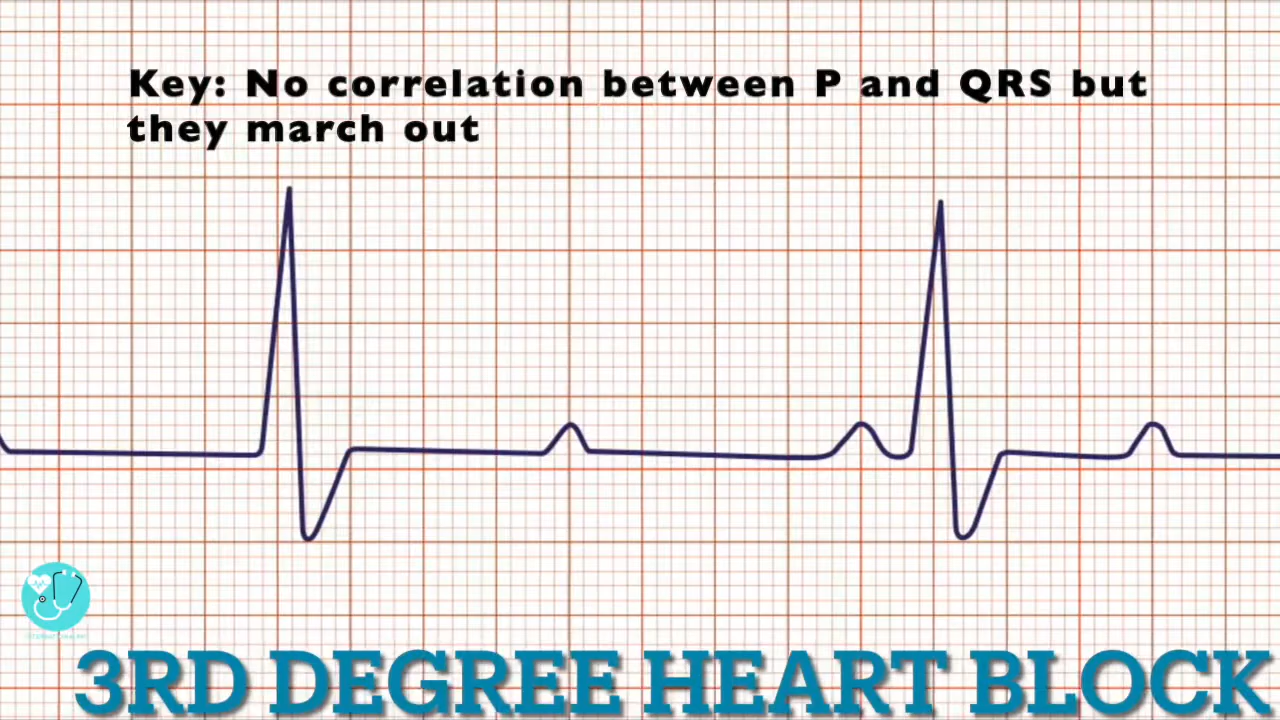 Key: No correlation between P and QRS but
they march out
3RD DEGREE HEART BLOCK